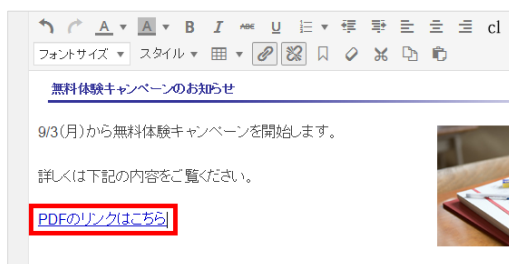 A A B I ABC U cl
フォントサイズ スタイル
無料体験キャンペーンのお知らせ
9/3(月)から無料体験キャンペーンを開始します。
詳しくは下記の内容をご覧ください。
PDFのリンクはこちら